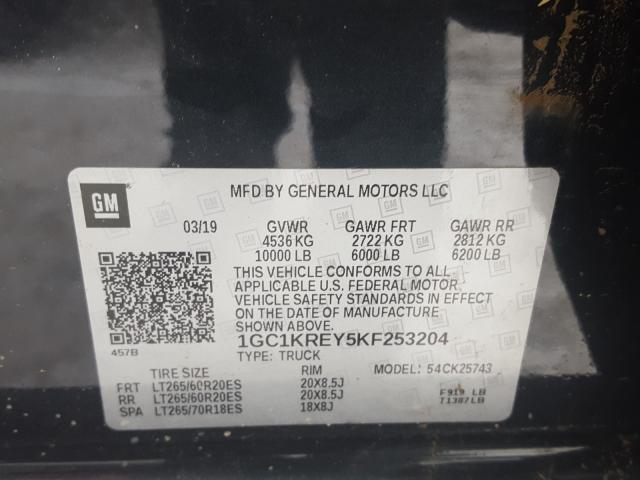 GM
MFD BY GENERAL MOTORS LLC
03/19 GVWR GAWR FRT GAWR RR
4536 KG 2722 KG 2812 KG
10000 LB 6000 LB 6200 LB
THIS VEHICLE CONFORMS TO ALL
APPLICABLE U.S. FEDERAL MOTOR
VEHICLE SAFETY STANDARDS IN EFFECT
ON THE DATE OF MANUFACTURE
SHOWN ABOVE.
457B
1GC1KREY5KF253204
TYPE: TRUCK MODEL: 54CK25743
TIRE SIZE RIM
FRT LT265/60R20ES 20X8.5J F919 LB
RR LT265/60R20ES 20X8.5J T1387LB
SPA LT265/70R18ES 18X8J